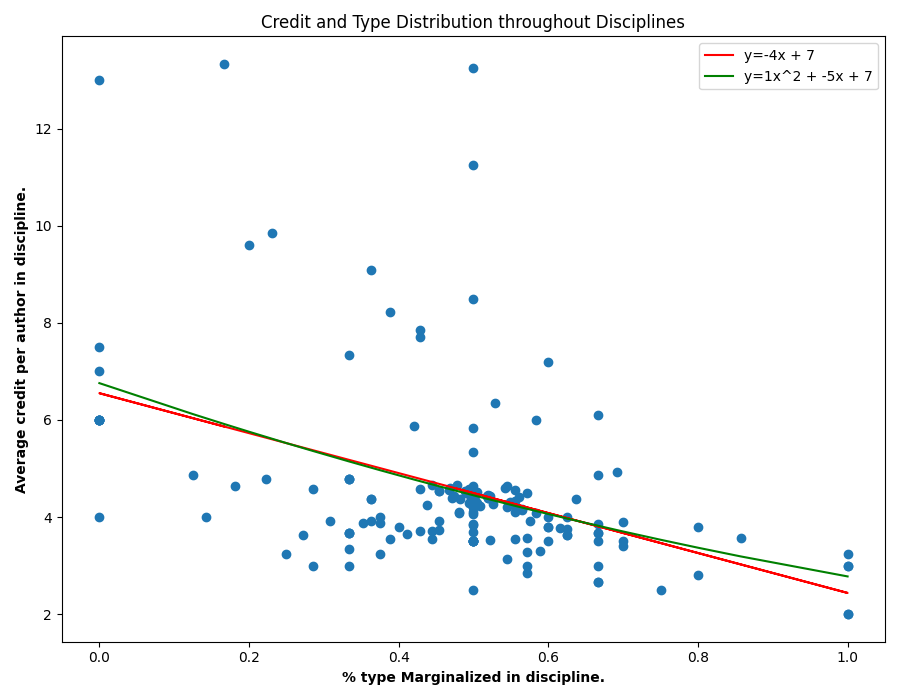 Credit and Type Distribution throughout Disciplines
y=-4x + 7
y=1x^2 + -5x + 7
Average credit per author in discipline.
12
10
8
6
4
2
0.0 0.2 0.4 0.6 0.8 1.0
% type Marginalized in discipline.